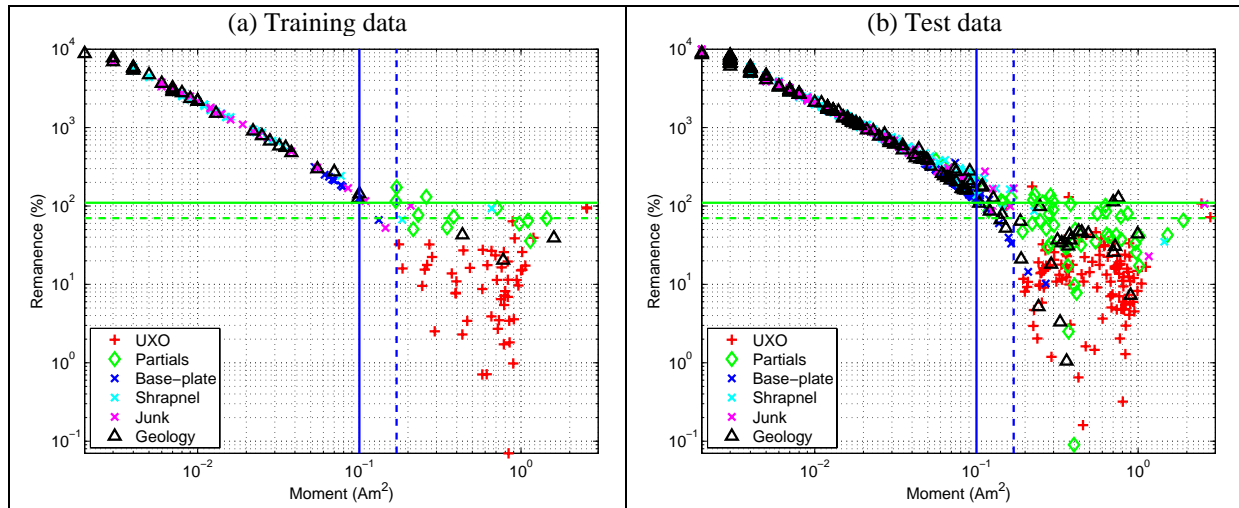 (a) Training data
10^4
10^3
10^2
10^1
10^0
10^-1
Remanence (%)
UXO
Partials
Base-plate
Shrapnel
Junk
Geology
10^-2
10^-1
10^0
Moment (Am^2)
(b) Test data
10^4
10^3
10^2
10^1
10^0
10^-1
Remanence (%)
UXO
Partials
Base-plate
Shrapnel
Junk
Geology
10^-2
10^-1
10^0
Moment (Am^2)